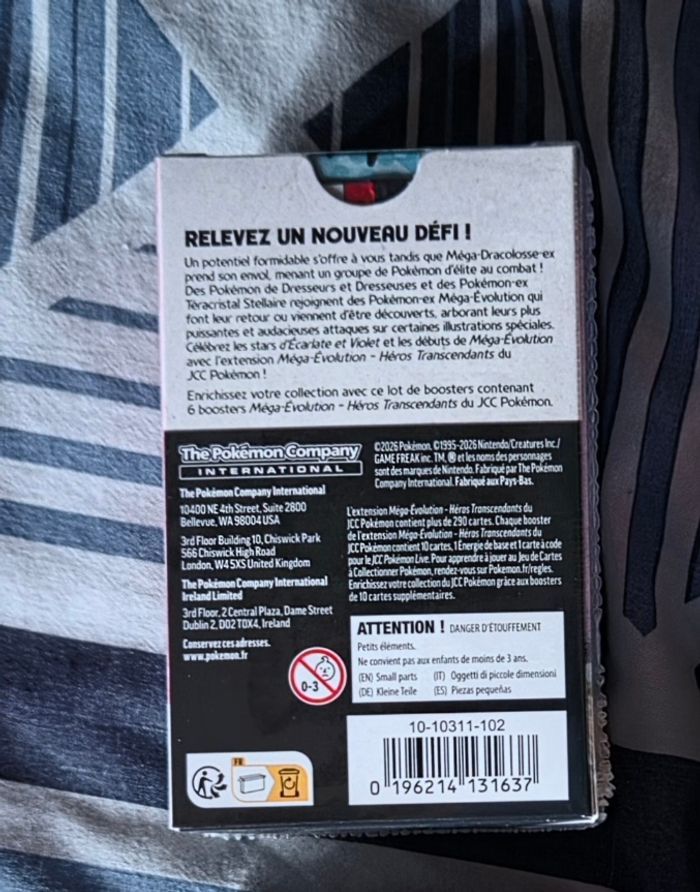 RELEVEZ UN NOUVEAU DÉFI !
Un potentiel formidable s'offre à vous tandis que Méga-Dracolosse-ex
prend son envol, menant un groupe de Pokémon d'élite au combat !
Des Pokémon de Dresseurs et Dresseuses et des Pokémon-ex
Téracristal Stellaire rejoignent des Pokémon-ex Méga-Évolution qui
font leur retour ou viennent d'être découverts, arborant leurs plus
puissantes et audacieuses attaques sur certaines illustrations spéciales.
Célébrez les stars d'Écarlate et Violet et les débuts de Méga-Évolution
avec l'extension Méga-Évolution - Héros Transcendants du
JCC Pokémon !
Enrichissez votre collection avec ce lot de boosters contenant
6 boosters Méga-Évolution - Héros Transcendants du JCC Pokémon.
The Pokémon Company
INTERNATIONAL
The Pokémon Company International
10400 NE 4th Street, Suite 2800
Bellevue, WA 98004 USA
3rd Floor Building 10, Chiswick Park
566 Chiswick High Road
London, W4 5XS United Kingdom
The Pokémon Company International
Ireland Limited
3rd Floor, 2 Central Plaza, Dame Street
Dublin 2, D02 T0X4, Ireland
Conservez ces adresses.
www.pokemon.fr
©2026 Pokémon. ©1995-2026 Nintendo/Creatures Inc./
GAME FREAK inc. TM, ® et les noms des personnages
sont des marques de Nintendo. Fabriqué par The Pokémon
Company International. Fabriqué aux Pays-Bas.
L'extension Méga-Évolution - Héros Transcendants du
JCC Pokémon contient plus de 290 cartes. Chaque booster
de l'extension Méga-Évolution - Héros Transcendants du
JCC Pokémon contient 10 cartes, 1 Énergie de base et 1 carte à code
pour le JCC Pokémon Live. Pour apprendre à jouer au Jeu de Cartes
à Collectionner Pokémon, rendez-vous sur Pokemon.fr/regles.
Enrichissez votre collection du JCC Pokémon grâce aux boosters
de 10 cartes supplémentaires.
ATTENTION ! DANGER D'ÉTOUFFEMENT
Petits éléments.
Ne convient pas aux enfants de moins de 3 ans.
(EN) Small parts (IT) Oggetti di piccole dimensioni
(DE) Kleine Teile (ES) Piezas pequeñas
0-3
FR
10-10311-102
0 196214 131637